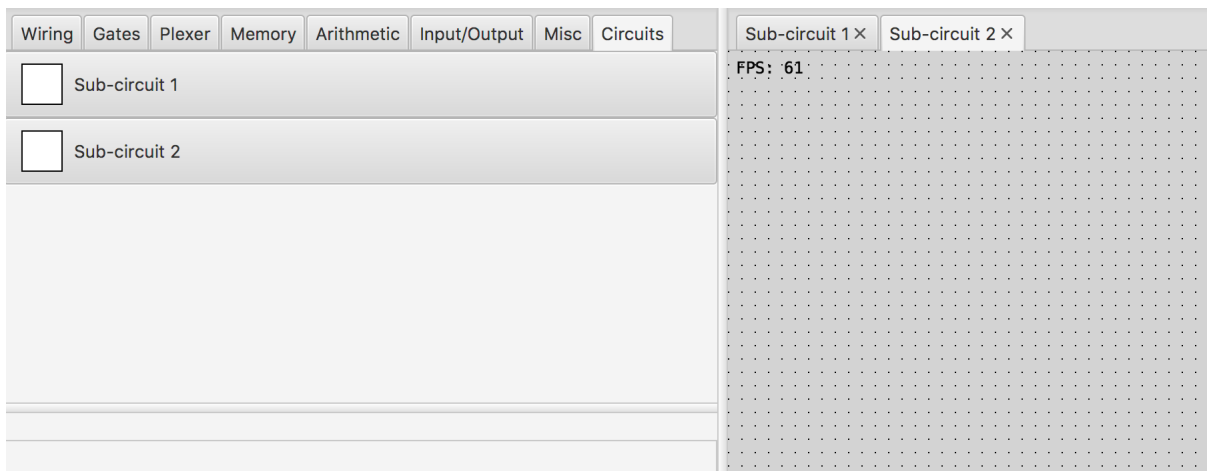 Wiring Gates Plexer Memory Arithmetic Input/Output Misc Circuits
Sub-circuit 1
Sub-circuit 2
Sub-circuit 1 × Sub-circuit 2 ×
FPS: 61